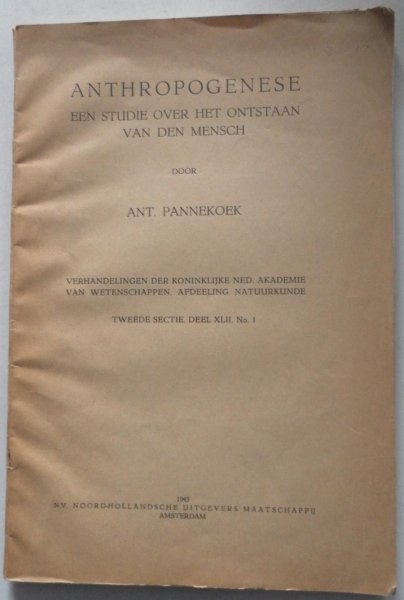 ANTHROPOGENESE
EEN STUDIE OVER HET ONTSTAAN
VAN DEN MENSCH
DOOR
ANT. PANNEKOEK
VERHANDELINGEN DER KONINKLIJKE NED. AKADEMIE
VAN WETENSCHAPPEN, AFDEELING NATUURKUNDE
TWEEDE SECTIE, DEEL XLII, No. 1
1945
N.V. NOORD-HOLLANDSCHE UITGEVERS MAATSCHAPPIJ
AMSTERDAM